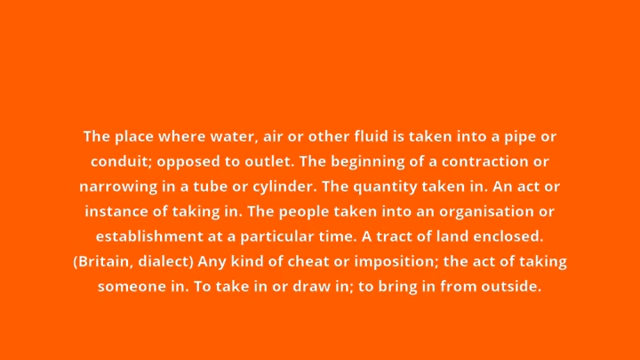 The place where water, air or other fluid is taken into a pipe or
conduit; opposed to outlet. The beginning of a contraction or
narrowing in a tube or cylinder. The quantity taken in. An act or
instance of taking in. The people taken into an organisation or
establishment at a particular time. A tract of land enclosed.
(Britain, dialect) Any kind of cheat or imposition; the act of taking
someone in. To take in or draw in; to bring in from outside.